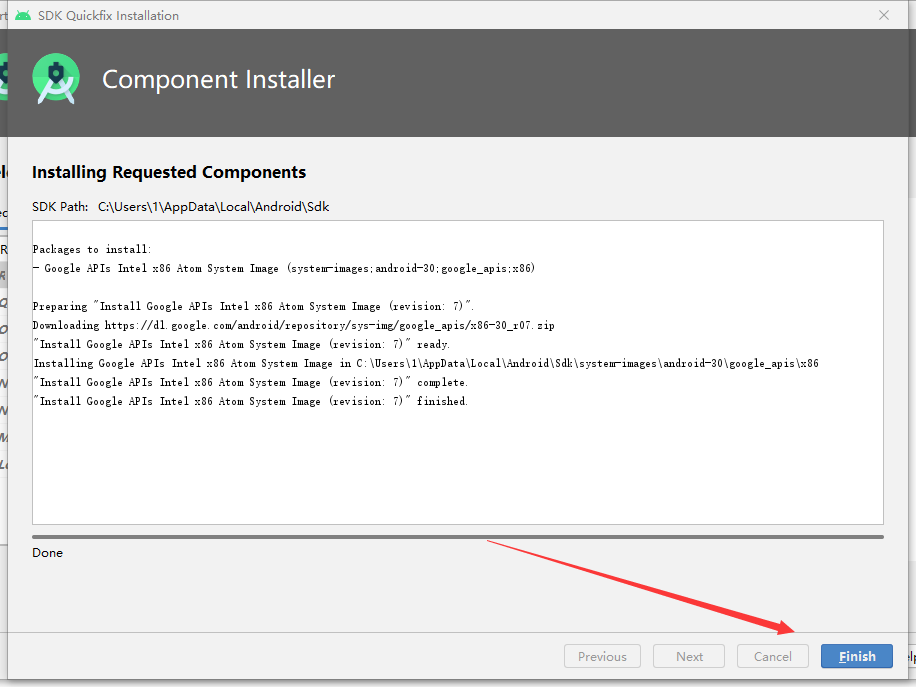 SDK Quickfix Installation
Component Installer
Installing Requested Components
SDK Path: C:\Users\1\AppData\Local\Android\Sdk
Packages to install:
- Google APIs Intel x86 Atom System Image (system-images;android-30;google_apis;x86)
Preparing "Install Google APIs Intel x86 Atom System Image (revision: 7)".
Downloading https://dl.google.com/android/repository/sys-img/google_apis/x86-30_r07.zip
"Install Google APIs Intel x86 Atom System Image (revision: 7)" ready.
Installing Google APIs Intel x86 Atom System Image in C:\Users\1\AppData\Local\Android\Sdk\system-images\android-30\google_apis\x86
"Install Google APIs Intel x86 Atom System Image (revision: 7)" complete.
"Install Google APIs Intel x86 Atom System Image (revision: 7)" finished.
Done
Previous Next Cancel Finish